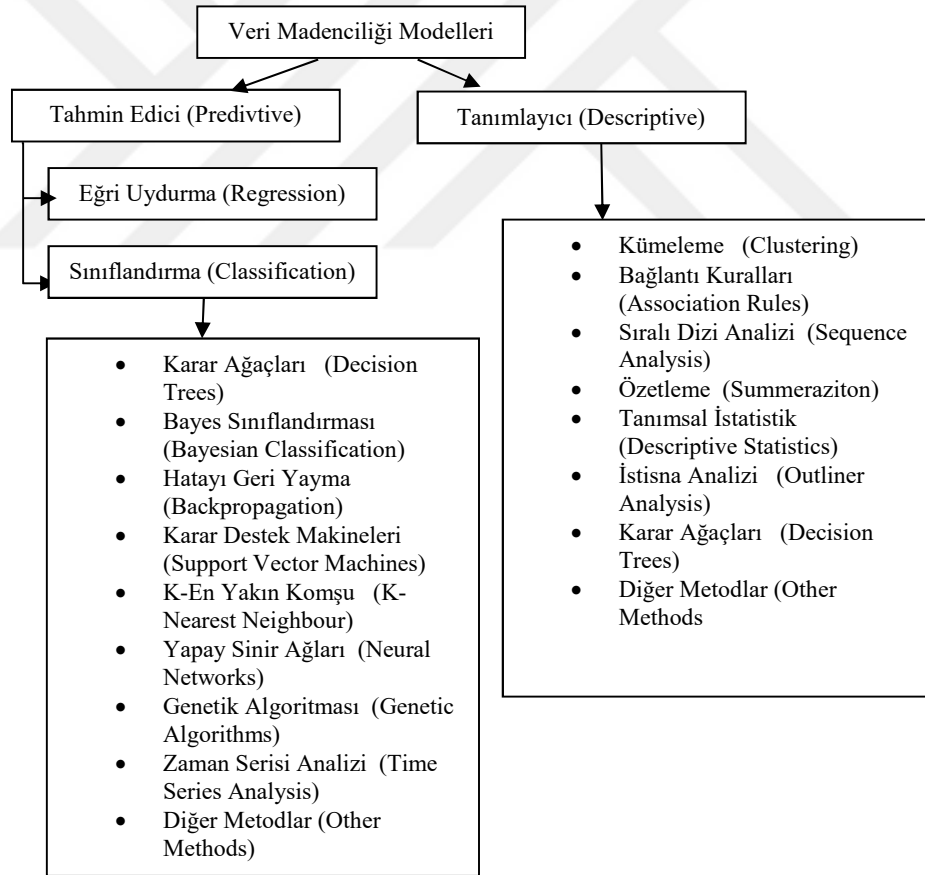 Veri Madenciliği Modelleri
Tahmin Edici (Predivtive)
Tanımlayıcı (Descriptive)
Eğri Uydurma (Regression)
Sınıflandırma (Classification)
• Karar Ağaçları (Decision
Trees)
• Bayes Sınıflandırması
(Bayesian Classification)
• Hatayı Geri Yayma
(Backpropagation)
• Karar Destek Makineleri
(Support Vector Machines)
• K-En Yakın Komşu (K-
Nearest Neighbour)
• Yapay Sinir Ağları (Neural
Networks)
• Genetik Algoritması (Genetic
Algorithms)
• Zaman Serisi Analizi (Time
Series Analysis)
• Diğer Metodlar (Other
Methods)
• Kümeleme (Clustering)
• Bağlantı Kuralları
(Association Rules)
• Sıralı Dizi Analizi (Sequence
Analysis)
• Özetleme (Summeraziton)
• Tanımsal İstatistik
(Descriptive Statistics)
• İstisna Analizi (Outliner
Analysis)
• Karar Ağaçları (Decision
Trees)
• Diğer Metodlar (Other
Methods